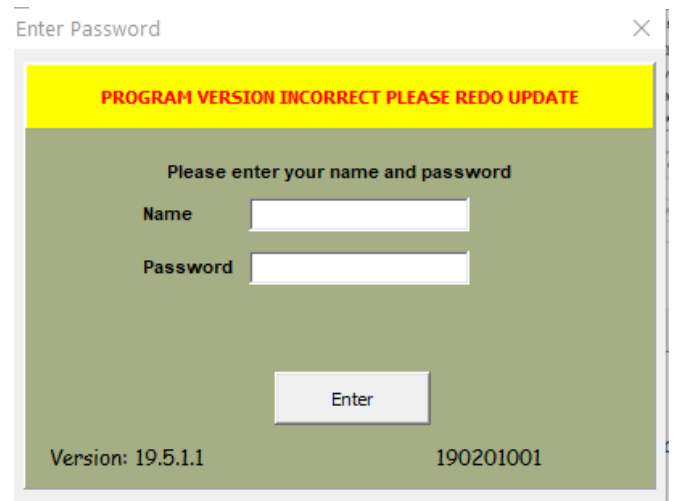 Enter Password
PROGRAM VERSION INCORRECT PLEASE REDO UPDATE
Please enter your name and password
Name
Password
Enter
Version: 19.5.1.1 190201001